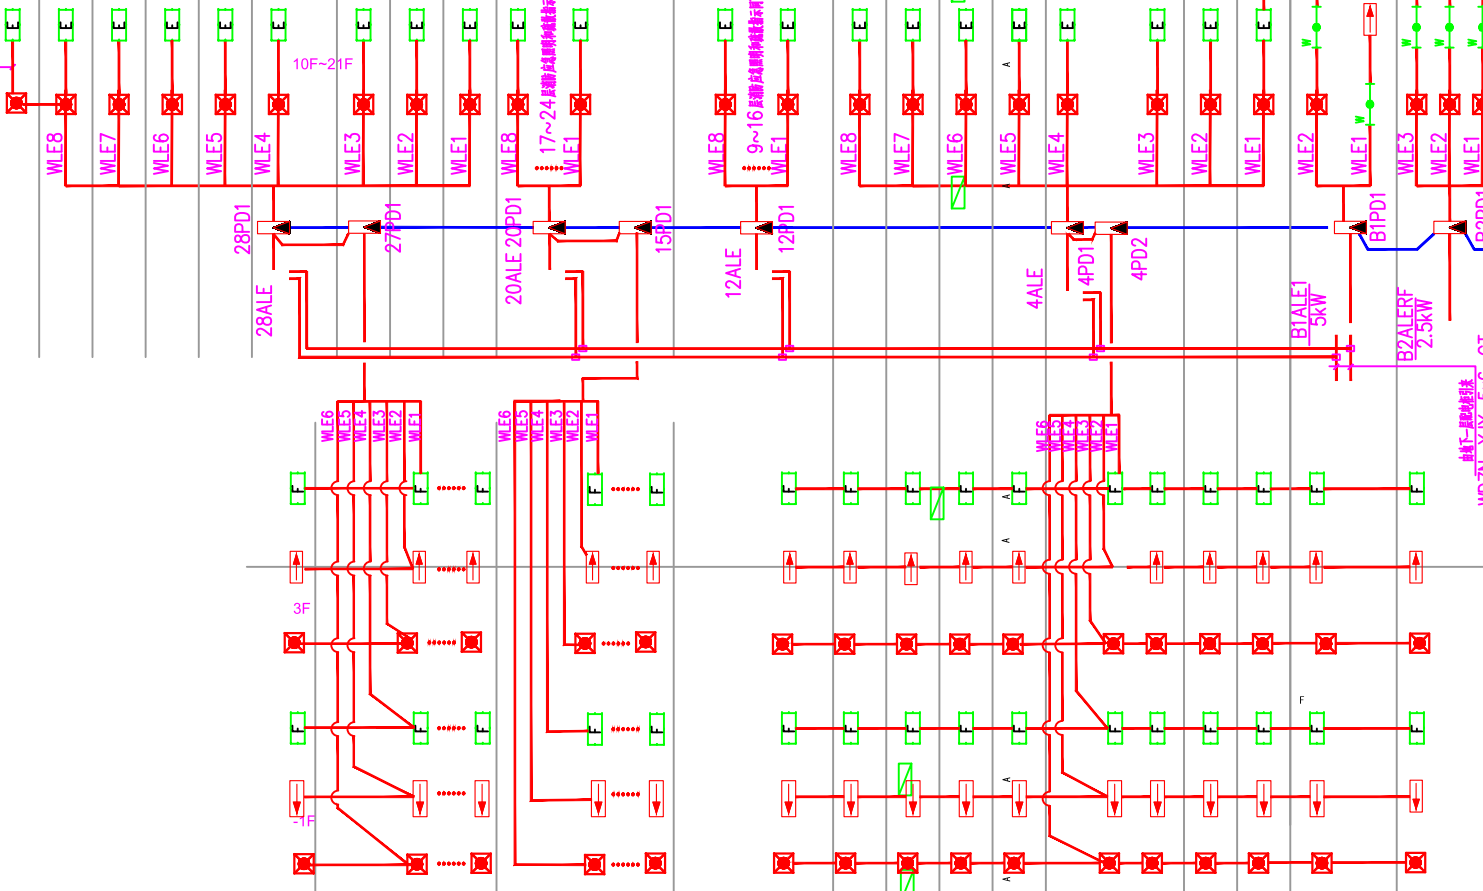 E E E E E E E E E E E E E E E E E E E E E
10F~21F
17~24
9~16
W W W W W
A
WLE8 WLE7 WLE6 WLE5 WLE4 WLE3 WLE2 WLE1 WLE8 WLE1 WLE8 WLE1 WLE8 WLE7 WLE6 WLE5 WLE4 WLE3 WLE2 WLE1 WLE2 WLE1 WLE3 WLE2 WLE1
A
28PD1 27PD1 20PD1 15PD1 12PD1 4PD1 4PD2 B1PD1
28ALE 20ALE 12ALE 4ALE
B1ALE1
5kW
B2ALERF
2.5kW
WLE6 WLE5 WLE4 WLE3 WLE2 WLE1
WLE6 WLE5 WLE4 WLE3 WLE2 WLE1
WLE6 WLE5 WLE4 WLE3 WLE2 WLE1
F F F F F F F F F F F F F F F
A
A
3F
F
F F F F F F F F F F F F F F F
A
-1F
A